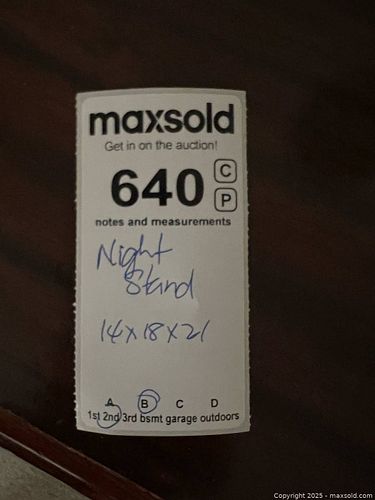 maxsold
Get in on the auction!
640 C
P
notes and measurements
Night
Stand
14x18x21
A B C D
1st 2nd 3rd bsmt garage outdoors
Copyright 2025 - maxsold.com